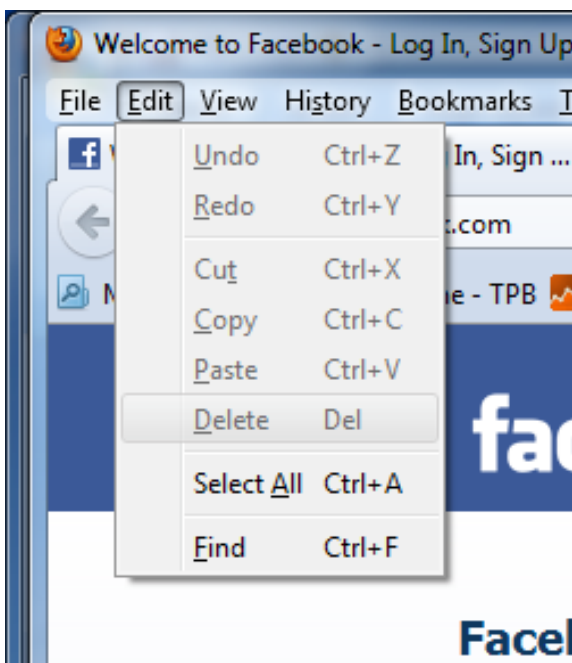 Welcome to Facebook - Log In, Sign Up
File Edit View History Bookmarks T
In, Sign ...
.com
M
e - TPB
Undo Ctrl+Z
Redo Ctrl+Y
Cut Ctrl+X
Copy Ctrl+C
Paste Ctrl+V
Delete Del
Select All Ctrl+A
Find Ctrl+F
fac
Facel